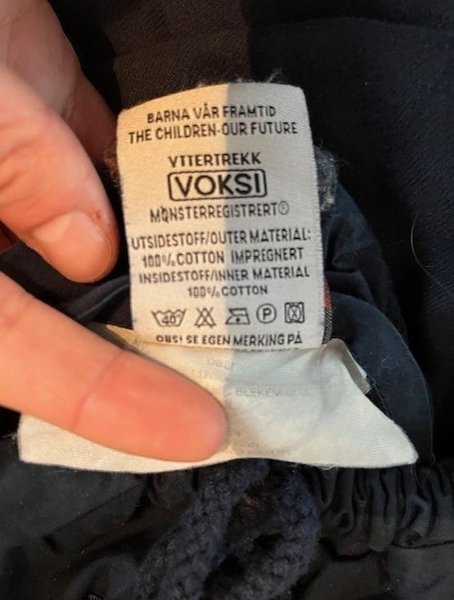 BARNA VÅR FRAMTID
THE CHILDREN-OUR FUTURE
YTTERTREKK
VOKSI
MØNSTERREGISTRERT®
UTSIDESTOFF/OUTER MATERIAL:
100% COTTON IMPREGNERT
INSIDESTOFF/INNER MATERIAL
100% COTTON
40 P
OBS! SE EGEN MERKING PÅ